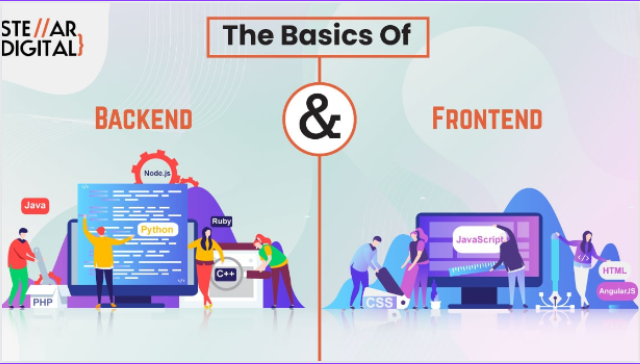 STE//AR
DIGITAL}
The Basics Of
BACKEND
&
FRONTEND
Node.js
Java
Python
Ruby
C++
PHP
</>
JavaScript
CSS
</>
HTML
AngularJS